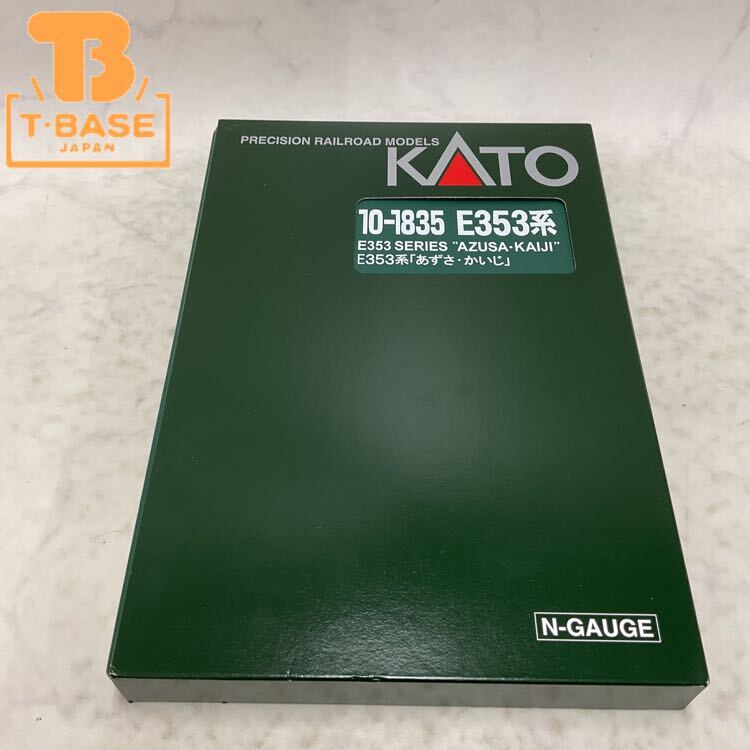 TB
T-BASE
JAPAN
PRECISION RAILROAD MODELS
KATO
10-1835 E353系
E353 SERIES "AZUSA･KAIJI"
E353系｢あずさ･かいじ｣
N-GAUGE